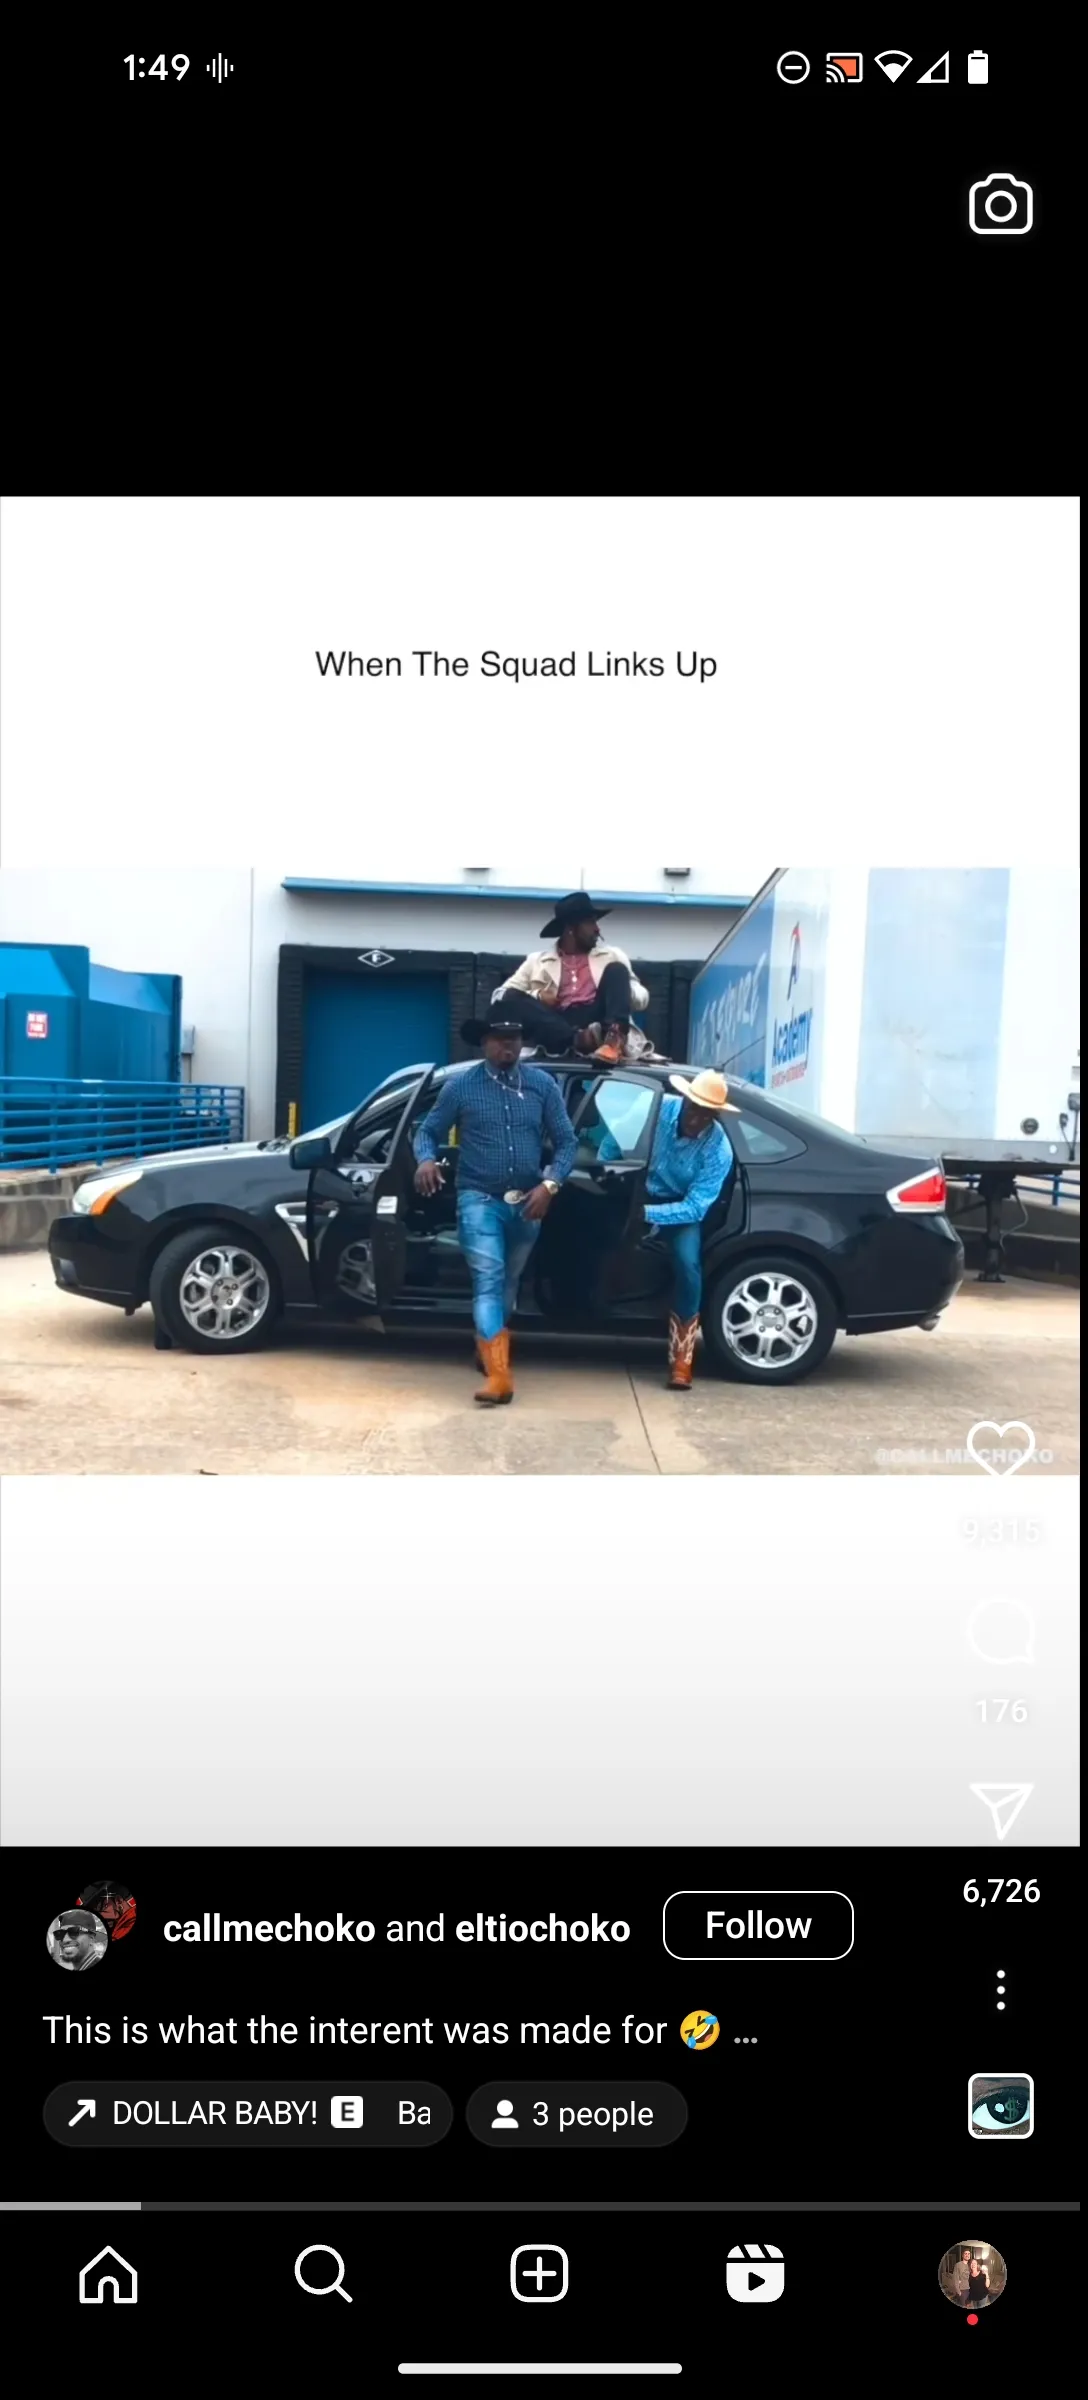 1:49
When The Squad Links Up
Academy
@CALLMECHOKO
9,315
176
6,726
callmechoko and eltiochoko
Follow
This is what the interent was made for 🤣 ...
DOLLAR BABY! E Ba
3 people